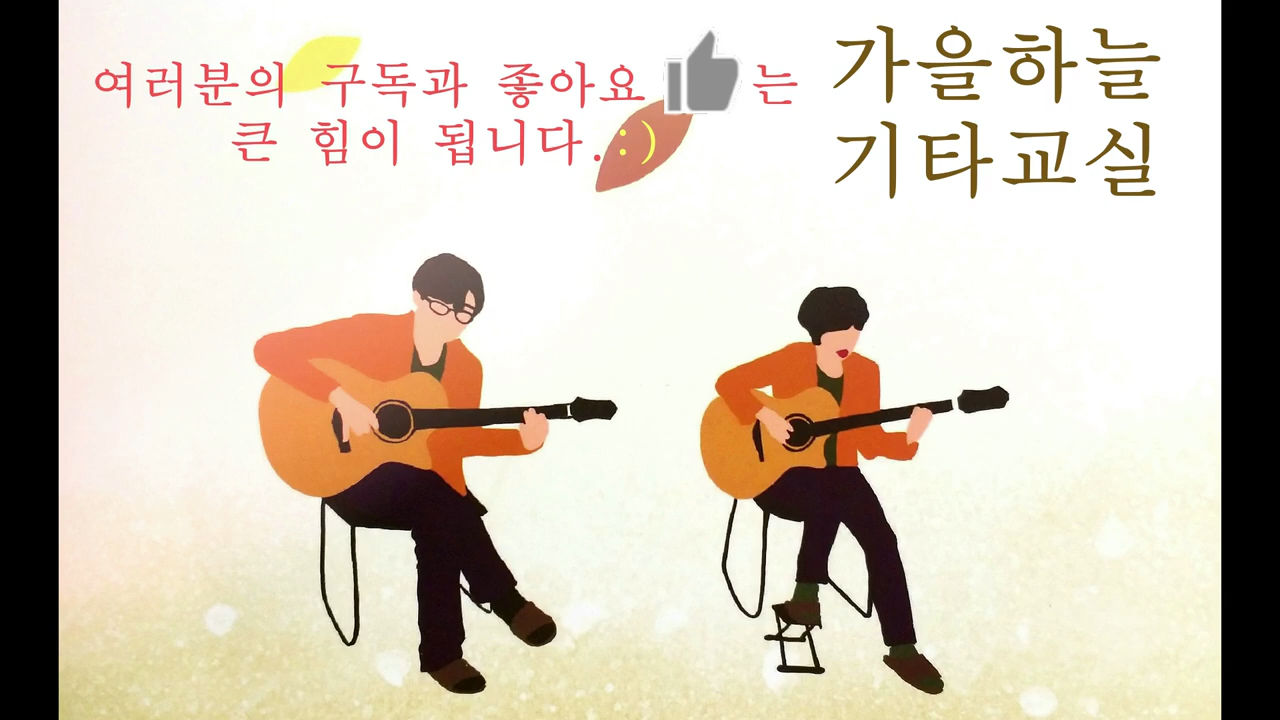 여러분의 구독과 좋아요 는
큰 힘이 됩니다. :)
가을하늘
기타교실